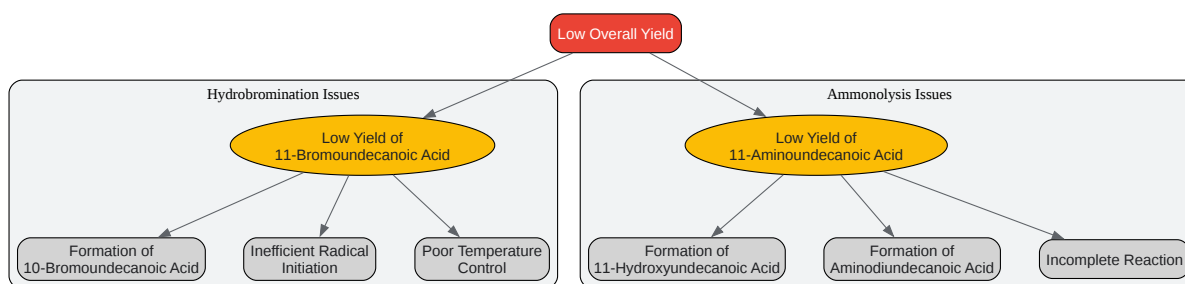 Low Overall Yield
Hydrobromination Issues
Ammonolysis Issues
Low Yield of
11-Bromoundecanoic Acid
Low Yield of
11-Aminoundecanoic Acid
Formation of
10-Bromoundecanoic Acid
Inefficient Radical
Initiation
Poor Temperature
Control
Formation of
11-Hydroxyundecanoic Acid
Formation of
Aminodiundecanoic Acid
Incomplete Reaction